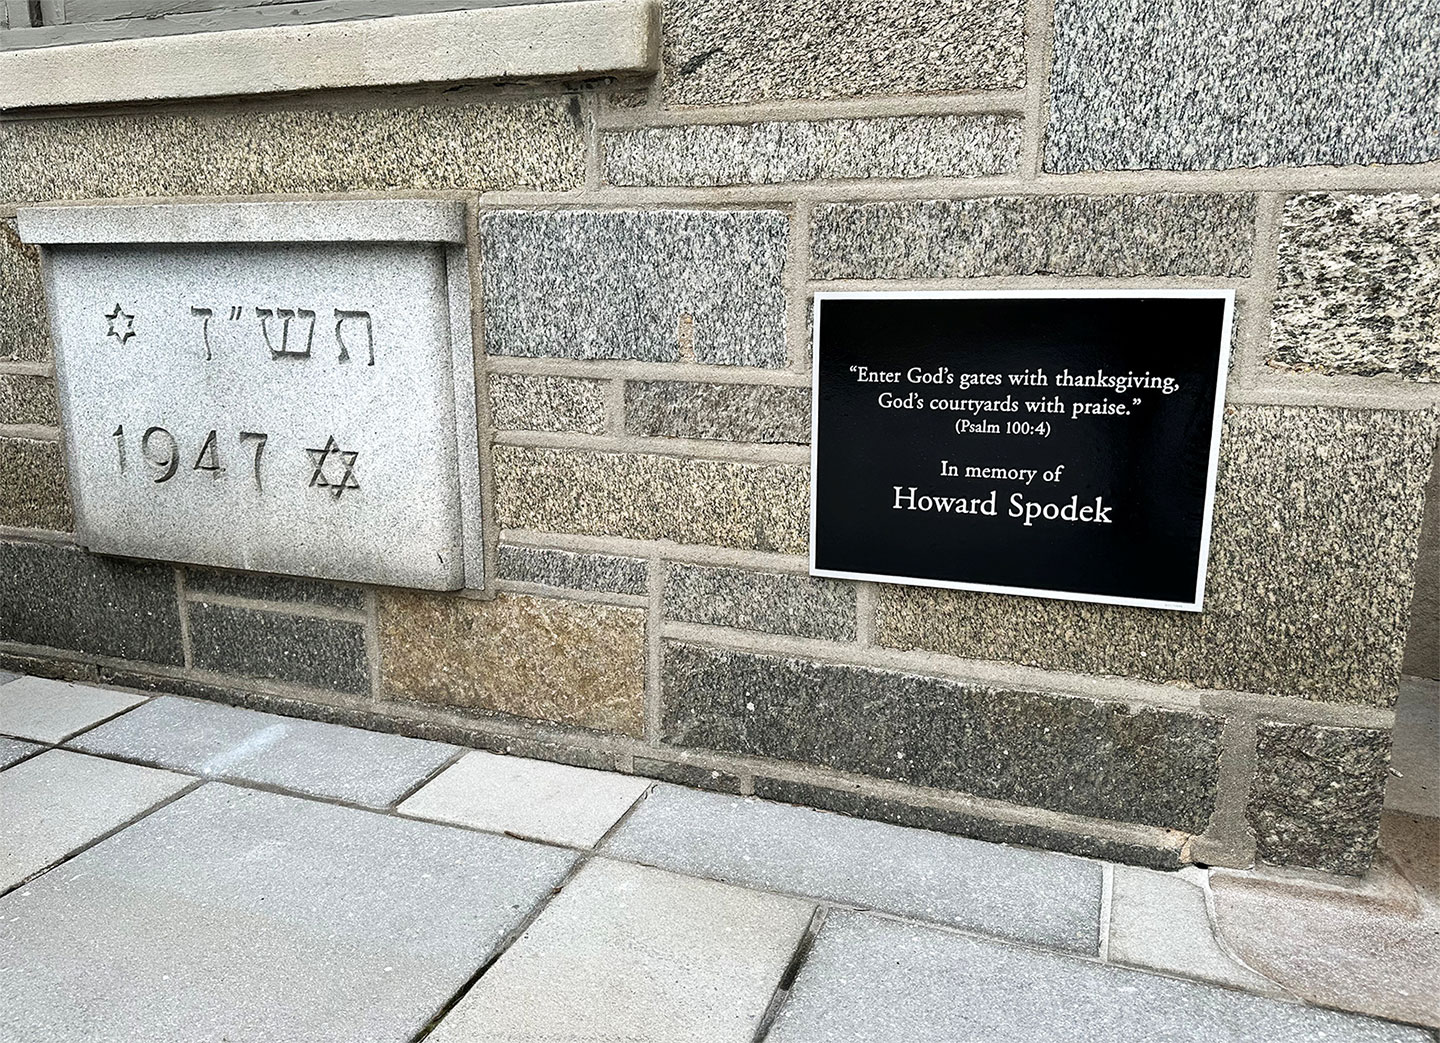 תש"ז
1947
“Enter God’s gates with thanksgiving,
God’s courtyards with praise.”
(Psalm 100:4)
In memory of
Howard Spodek